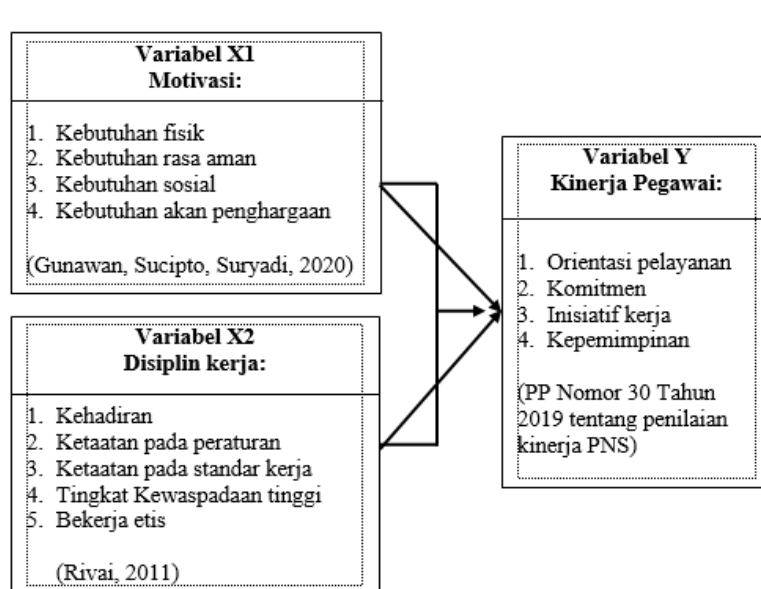 Variabel X1
Motivasi:
1. Kebutuhan fisik
2. Kebutuhan rasa aman
3. Kebutuhan sosial
4. Kebutuhan akan penghargaan
(Gunawan, Sucipto, Suryadi, 2020)
Variabel X2
Disiplin kerja:
1. Kehadiran
2. Ketaatan pada peraturan
3. Ketaatan pada standar kerja
4. Tingkat Kewaspadaan tinggi
5. Bekerja etis
(Rivai, 2011)
Variabel Y
Kinerja Pegawai:
1. Orientasi pelayanan
2. Komitmen
3. Inisiatif kerja
4. Kepemimpinan
(PP Nomor 30 Tahun
2019 tentang penilaian
kinerja PNS)